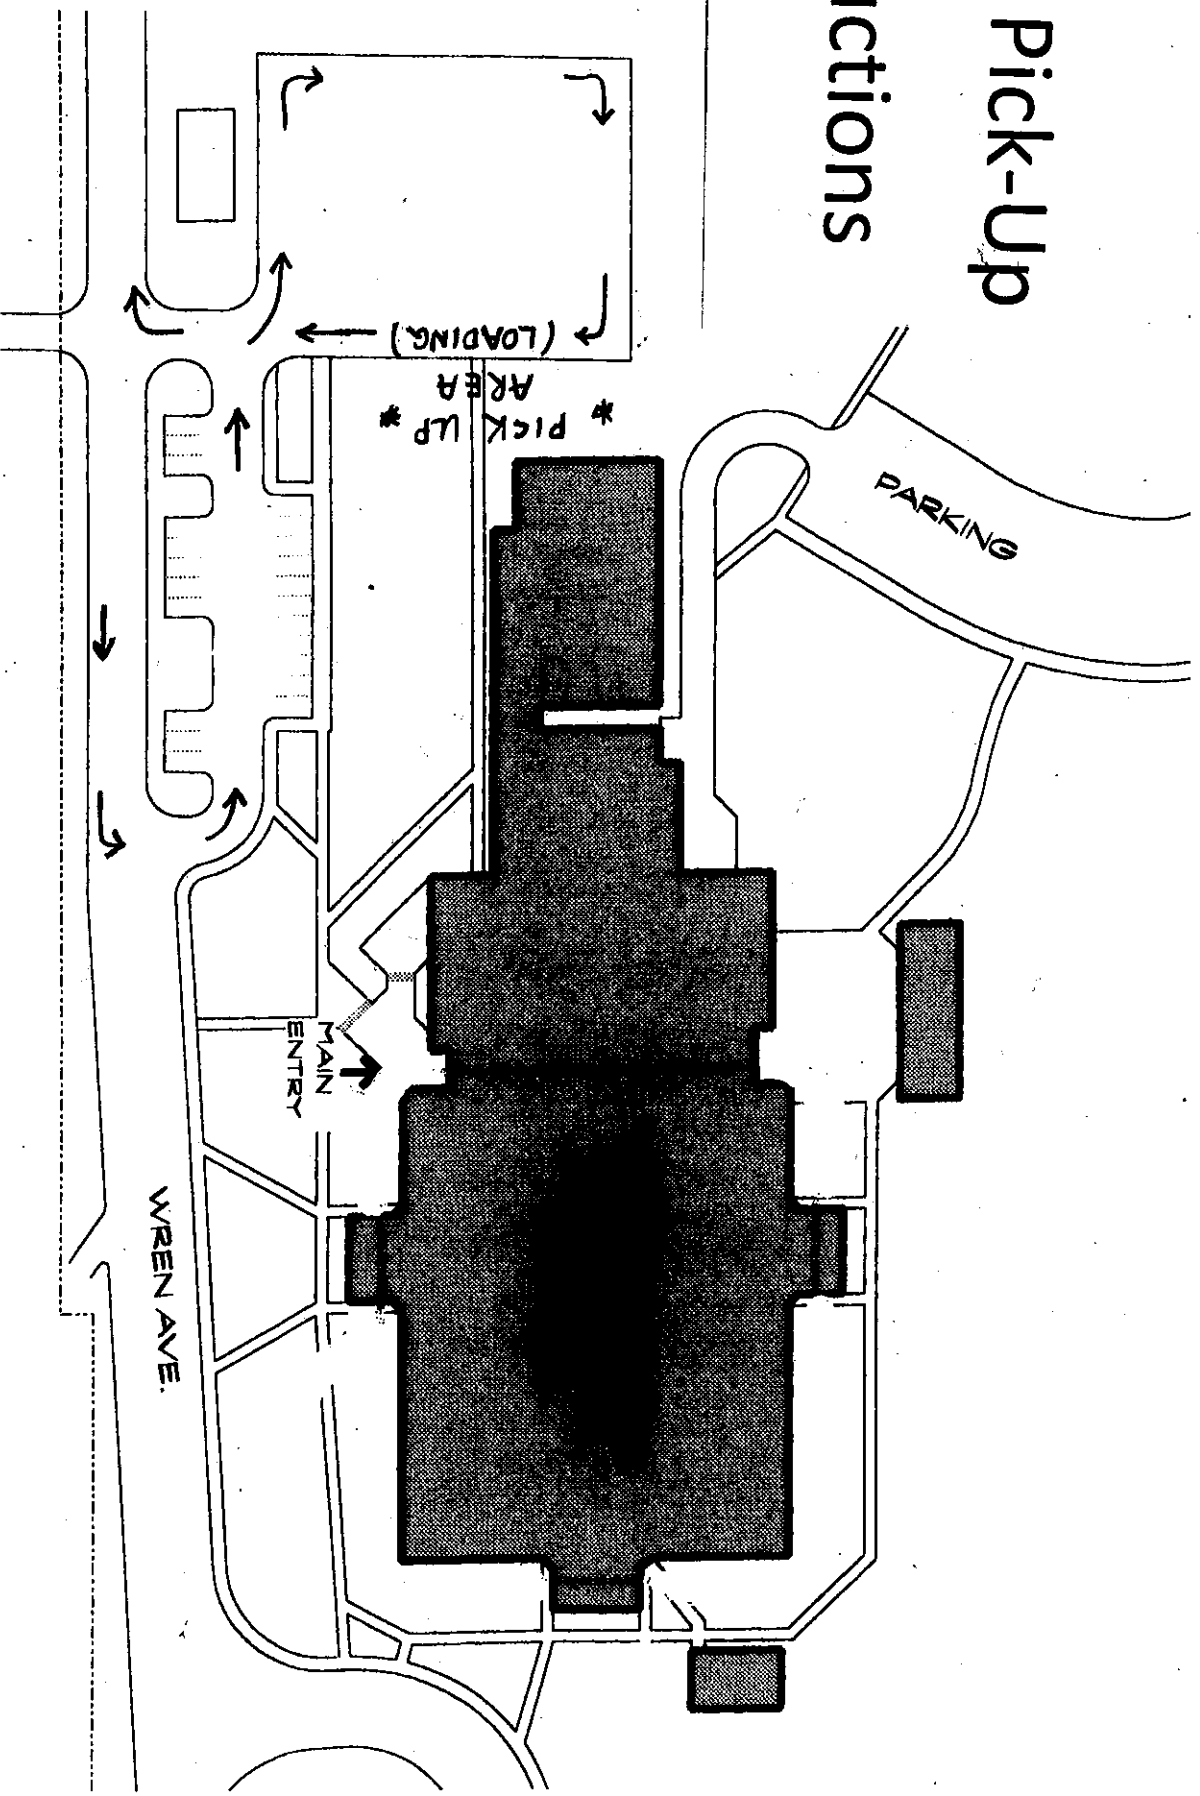 Pick-Up
ctions
(LOADING)
* PICK UP *
AREA
PARKING
MAIN
ENTRY
WREN AVE.